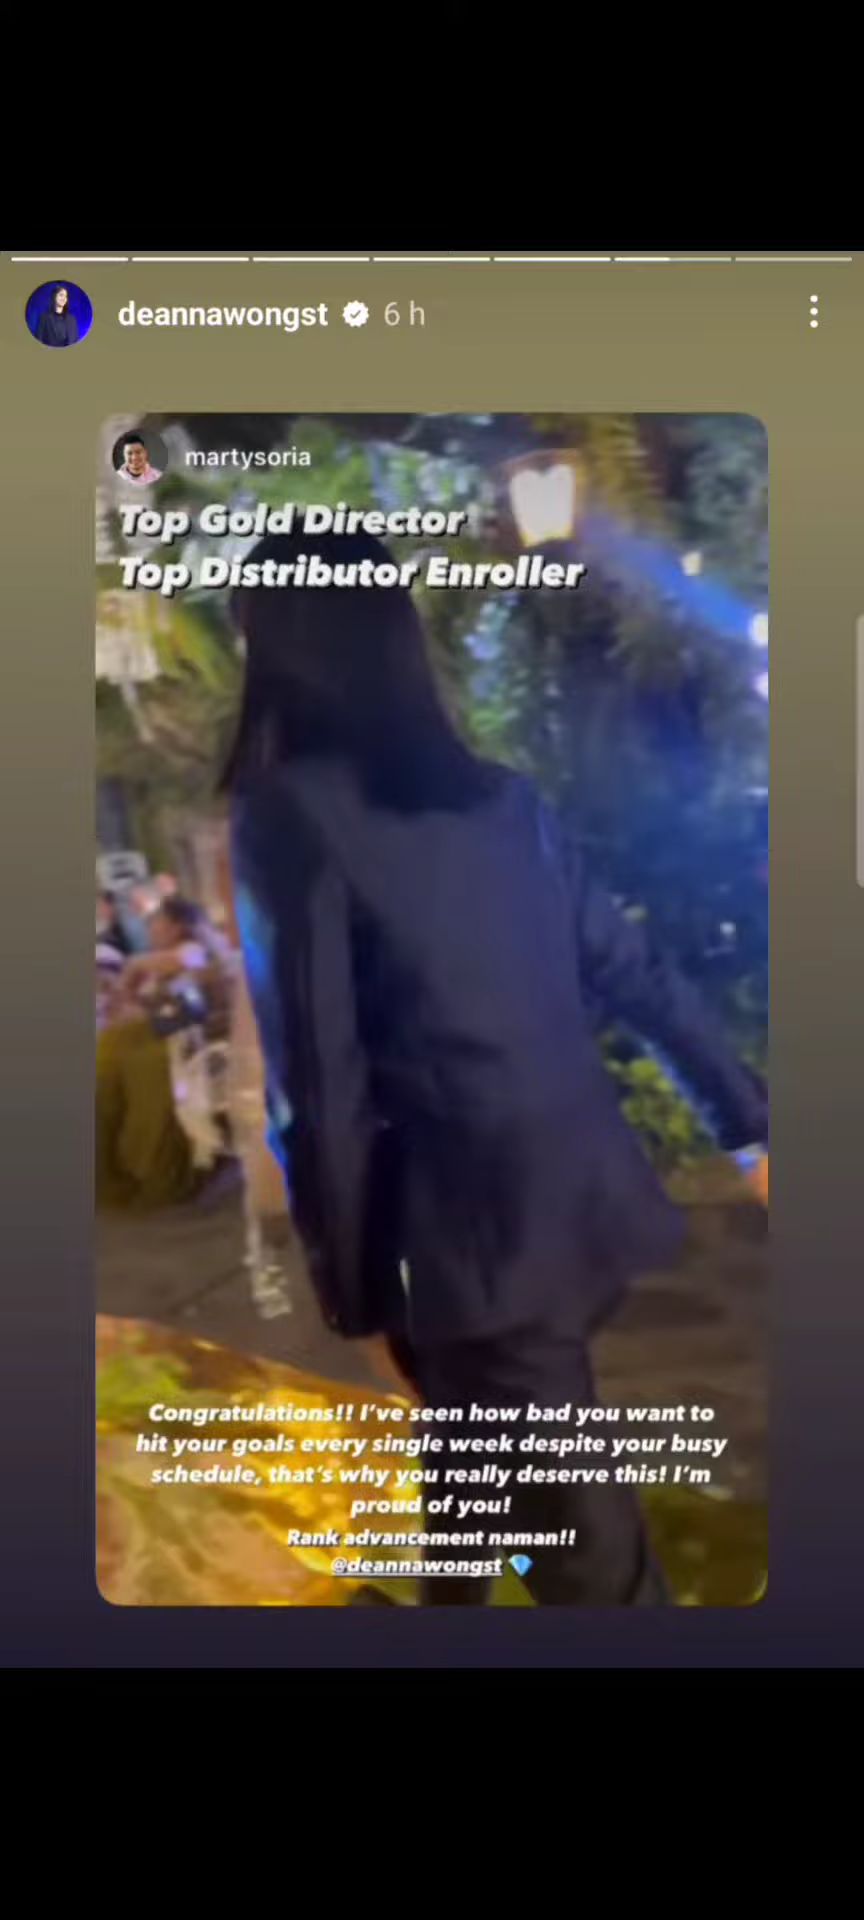 deannawongst 6 h
martysoria
Top Gold Director
Top Distributor Enroller
Congratulations!! I've seen how bad you want to
hit your goals every single week despite your busy
schedule, that's why you really deserve this! I'm
proud of you!
Rank advancement naman!!
@deannawongst 💎